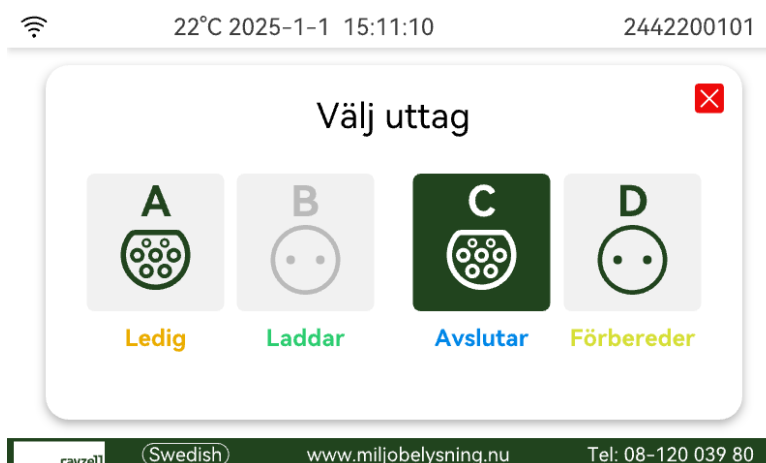 22°C 2025-1-1 15:11:10 2442200101
Välj uttag
A B C D
Ledig Laddar Avslutar Förbereder
rayzell (Swedish) www.miljobelysning.nu Tel: 08-120 039 80